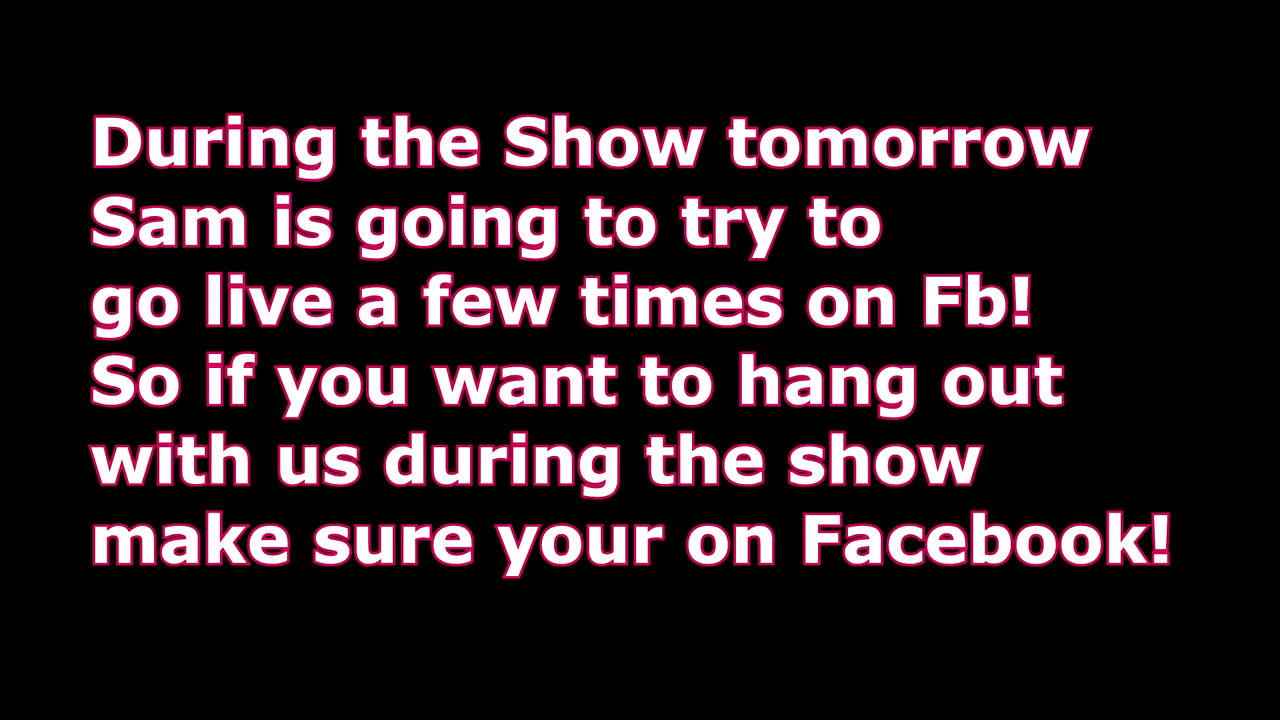 During the Show tomorrow
Sam is going to try to
go live a few times on Fb!
So if you want to hang out
with us during the show
make sure your on Facebook!